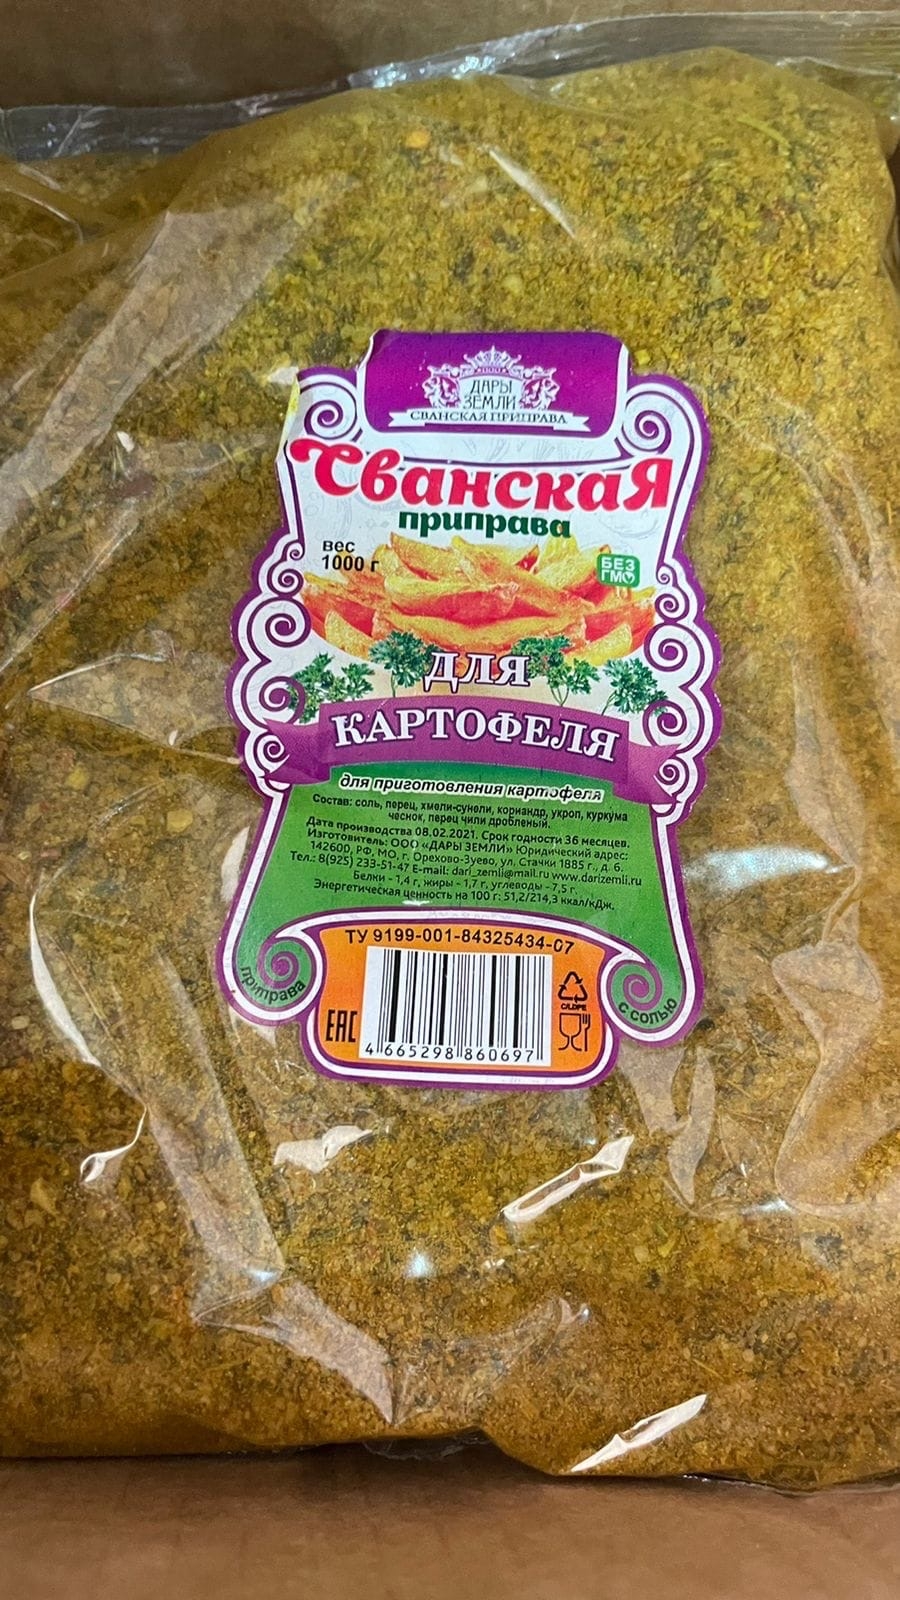 ДАРЫ
ЗЕМЛИ
СВАНСКАЯ ПРИПРАВА
Сванская
приправа
вес
1000 г
БЕЗ
ГМО
ДЛЯ
КАРТОФЕЛЯ
для приготовления картофеля
Состав: соль, перец, хмели-сунели, кориандр, укроп, куркума
чеснок, перец чили дробленый.
Дата производства 08.02.2021. Срок годности 36 месяцев.
Изготовитель: ООО «ДАРЫ ЗЕМЛИ» Юридический адрес:
142600, РФ, МО, г. Орехово-Зуево, ул. Стачки 1885 г., д. 6.
Тел.: 8(925) 233-51-47 E-mail: dari_zemli@mail.ru www.darizemli.ru
Белки - 1,4 г, жиры - 1,7 г, углеводы - 7,5 г.
Энергетическая ценность на 100 г: 51,2/214,3 ккал/кДж.
ТУ 9199-001-84325434-07
приправа
с солью
EAC
C/LDPE
4 665298 860697